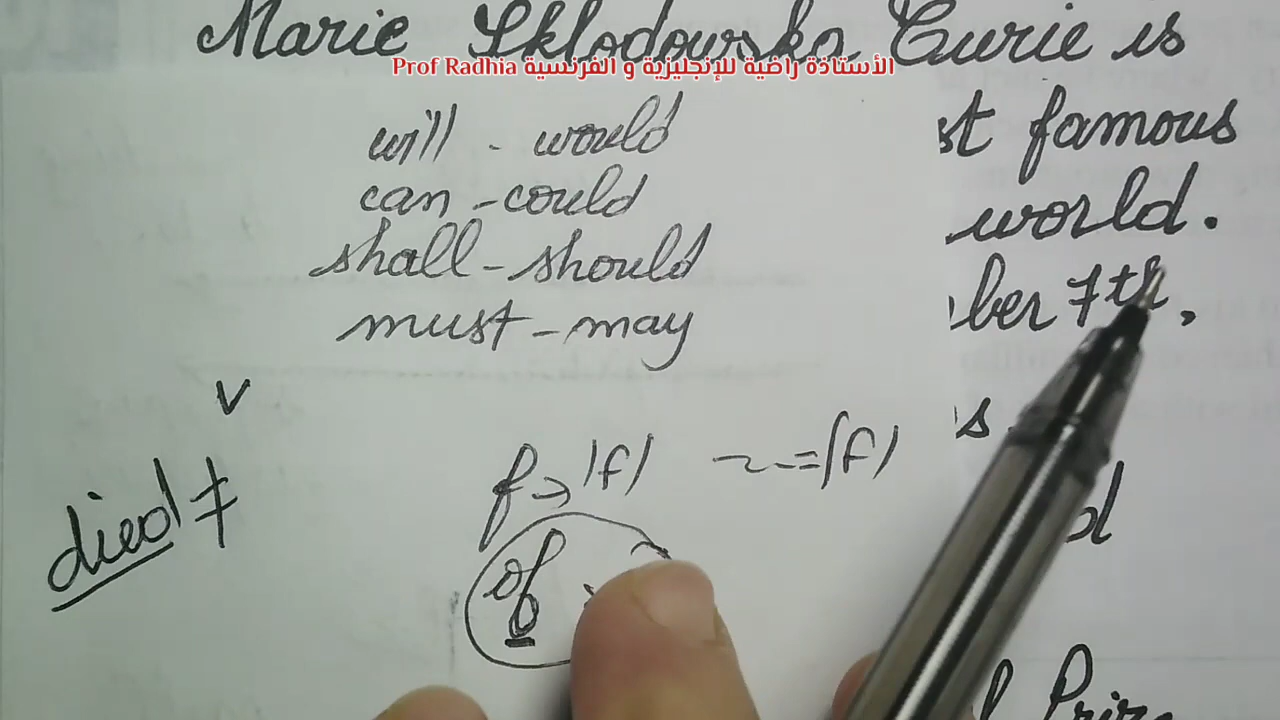 Marie Sklodowska Curie is
Prof Radhia الأستاذة راضية للإنجليزية و الفرنسية
will - would
can - could
shall - should
must - may
st famous
world.
ber 7th,
s
d
v
died ≠
f → /f/
= /f/
of
l Priz